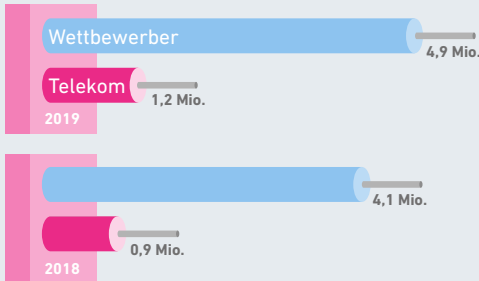 Wettbewerber
4,9 Mio.
Telekom
1,2 Mio.
2019
4,1 Mio.
0,9 Mio.
2018